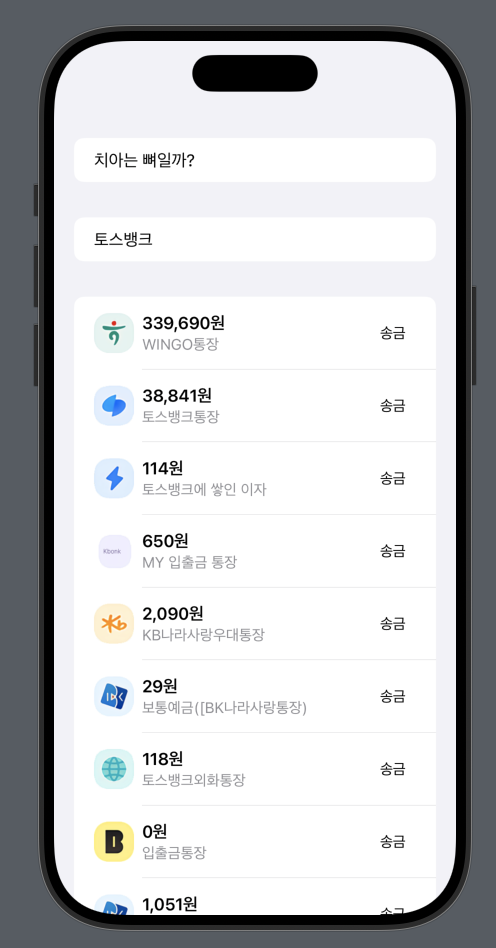 치아는 뼈일까?
토스뱅크
339,690원
WINGO통장
송금
38,841원
토스뱅크통장
송금
114원
토스뱅크에 쌓인 이자
송금
Kbank
650원
MY 입출금 통장
송금
2,090원
KB나라사랑우대통장
송금
29원
보통예금([BK나라사랑통장)
송금
118원
토스뱅크외화통장
송금
0원
입출금통장
송금
1,051원
송금